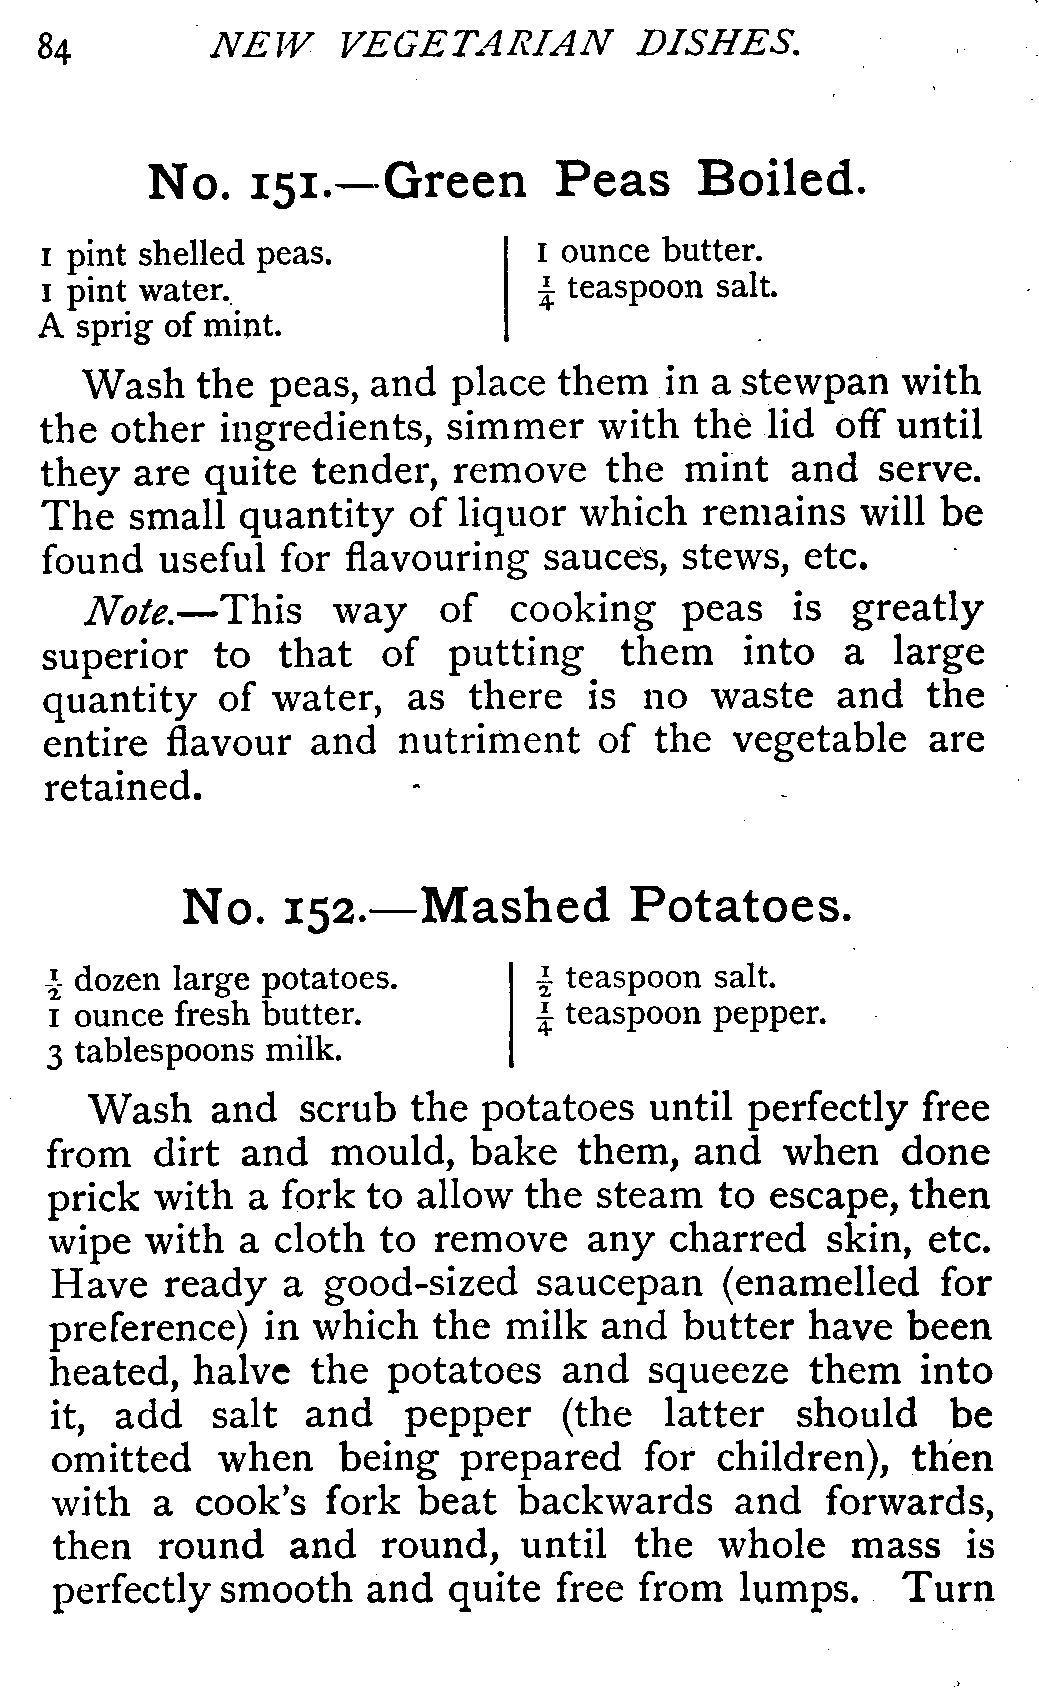 84 NEW VEGETARIAN DISHES.
No. 151.—Green Peas Boiled.
1 pint shelled peas.
1 pint water.
A sprig of mint.
1 ounce butter.
¼ teaspoon salt.
Wash the peas, and place them in a stewpan with
the other ingredients, simmer with the lid off until
they are quite tender, remove the mint and serve.
The small quantity of liquor which remains will be
found useful for flavouring sauces, stews, etc.
Note.—This way of cooking peas is greatly
superior to that of putting them into a large
quantity of water, as there is no waste and the
entire flavour and nutriment of the vegetable are
retained.
No. 152.—Mashed Potatoes.
½ dozen large potatoes.
1 ounce fresh butter.
3 tablespoons milk.
½ teaspoon salt.
¼ teaspoon pepper.
Wash and scrub the potatoes until perfectly free
from dirt and mould, bake them, and when done
prick with a fork to allow the steam to escape, then
wipe with a cloth to remove any charred skin, etc.
Have ready a good-sized saucepan (enamelled for
preference) in which the milk and butter have been
heated, halve the potatoes and squeeze them into
it, add salt and pepper (the latter should be
omitted when being prepared for children), then
with a cook's fork beat backwards and forwards,
then round and round, until the whole mass is
perfectly smooth and quite free from lumps. Turn